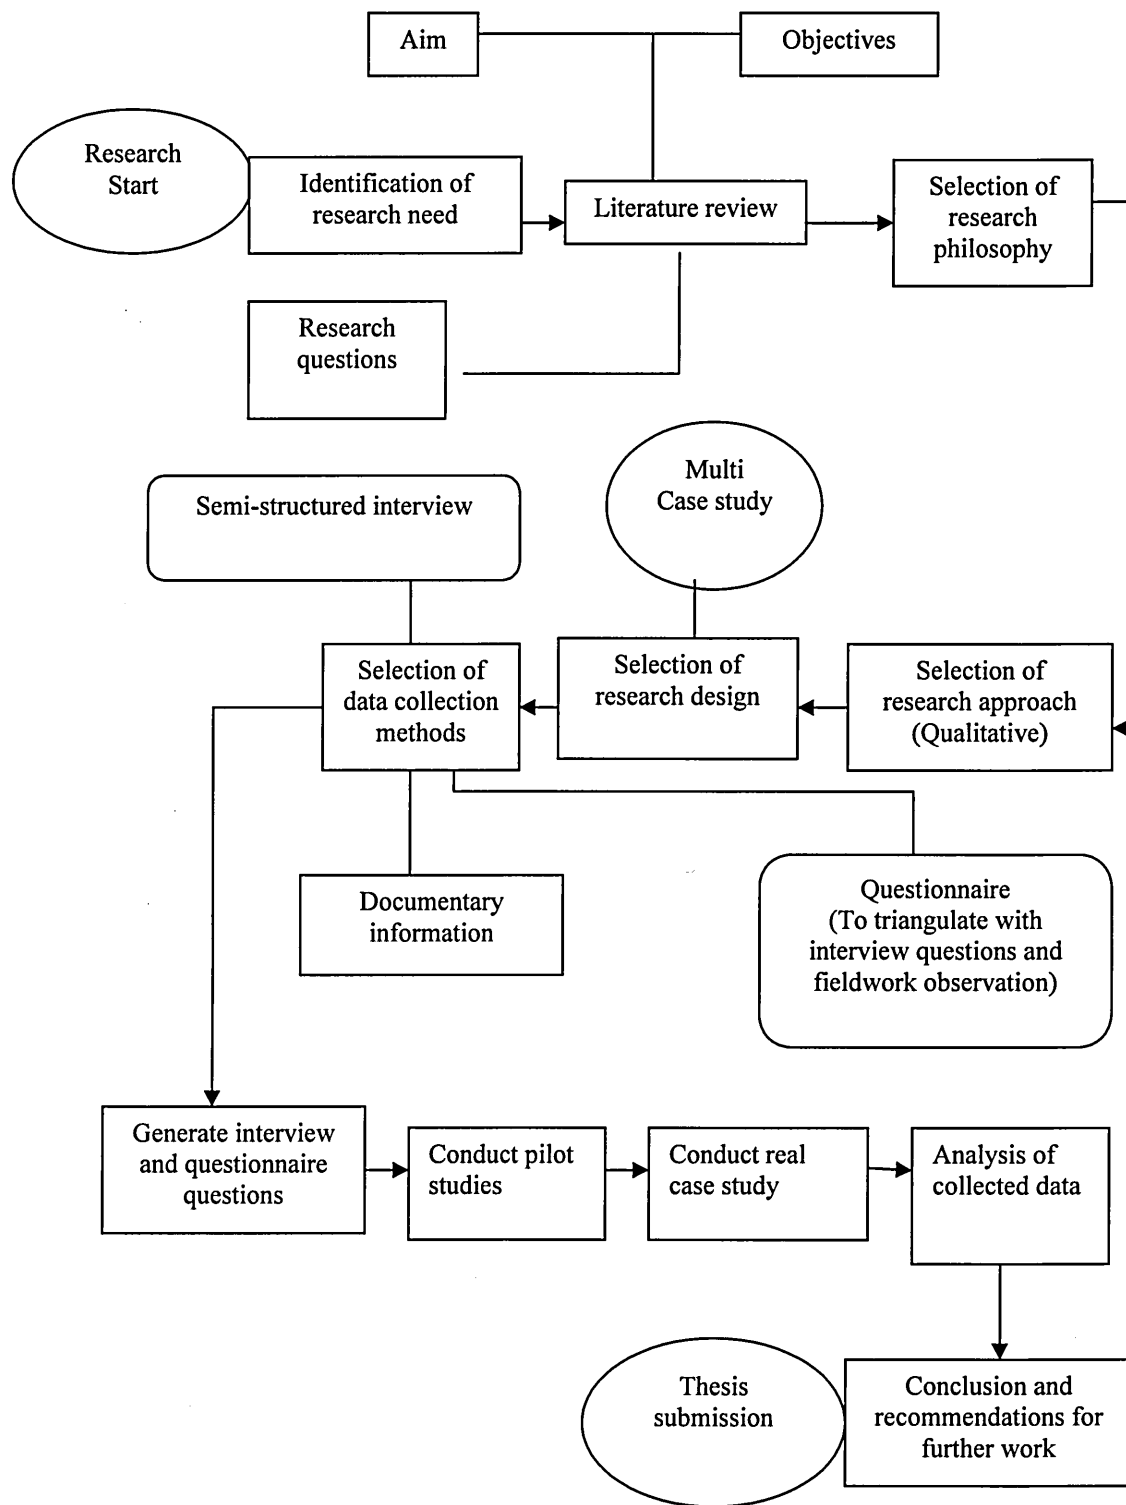 Aim
Objectives
Research
Start
Identification of
research need
Literature review
Selection of
research
philosophy
Research
questions
Multi
Case study
Semi-structured interview
Selection of
data collection
methods
Selection of
research design
Selection of
research approach
(Qualitative)
Documentary
information
Questionnaire
(To triangulate with
interview questions and
fieldwork observation)
Generate interview
and questionnaire
questions
Conduct pilot
studies
Conduct real
case study
Analysis of
collected data
Thesis
submission
Conclusion and
recommendations for
further work